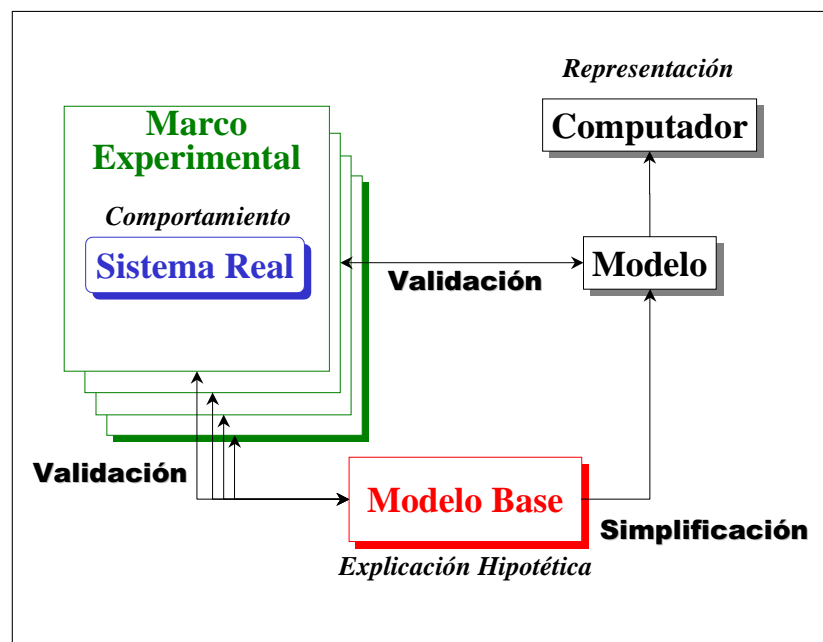 Representación
Computador
Marco
Experimental
Comportamiento
Sistema Real
Validación
Modelo
Validación
Modelo Base
Simplificación
Explicación Hipotética